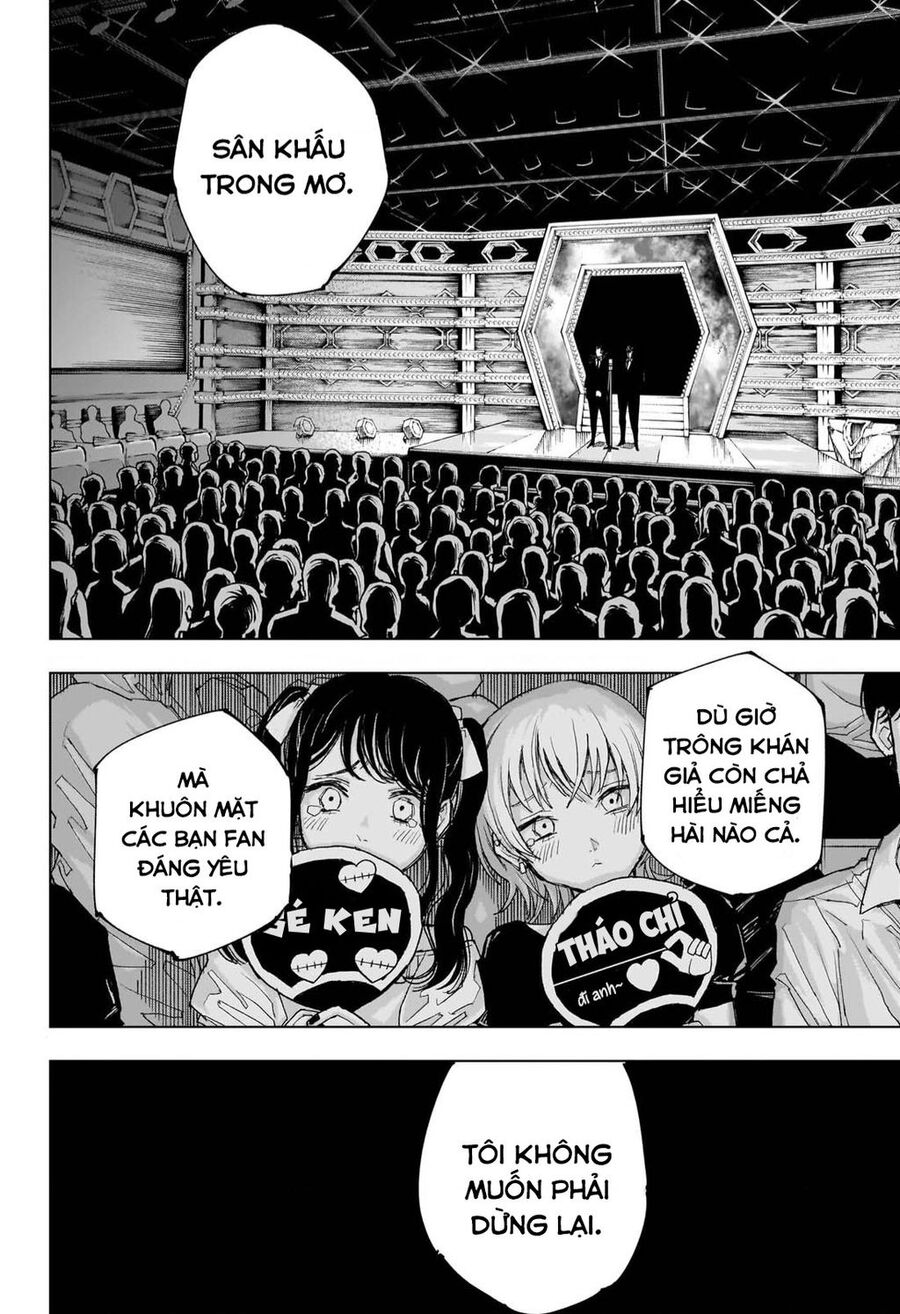 SÂN KHẤU
TRONG MƠ.
DÙ GIỜ
TRÔNG KHÁN
GIẢ CÒN CHẢ
HIỂU MIẾNG
HÀI NÀO CẢ.
MÀ
KHUÔN MẶT
CÁC BẠN FAN
ĐÁNG YÊU
THẬT.
KEN
THÁO CHỈ
đi anh~
TÔI KHÔNG
MUỐN PHẢI
DỪNG LẠI.